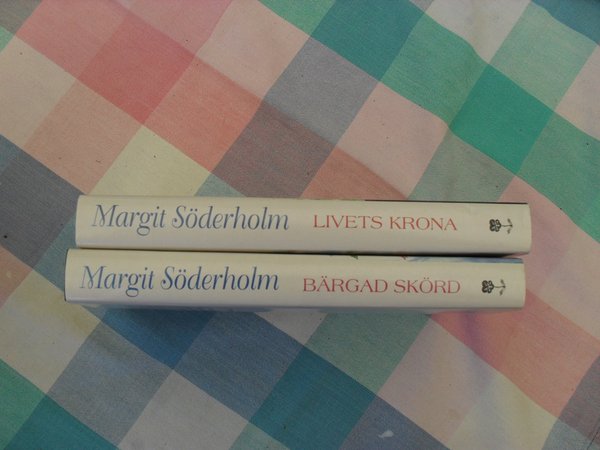 Margit Söderholm LIVETS KRONA
Margit Söderholm BÄRGAD SKÖRD